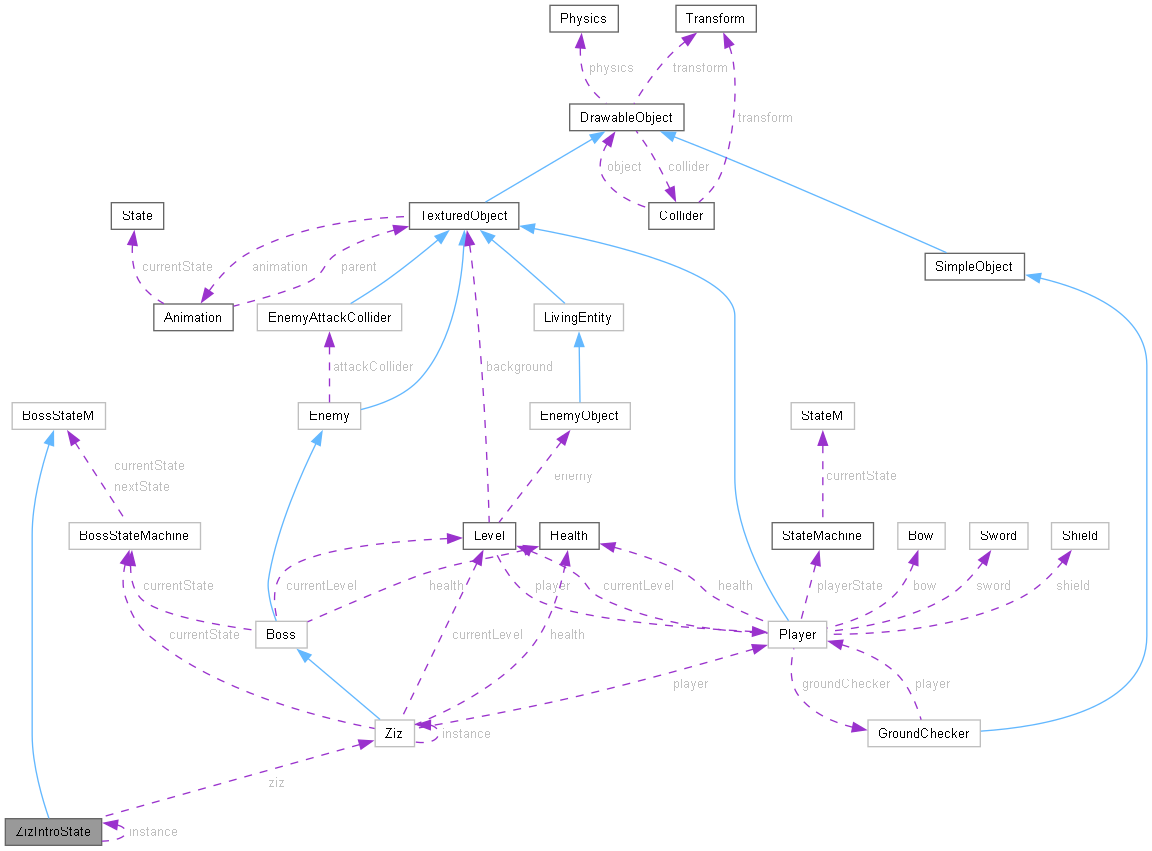 Physics
Transform
physics
transform
DrawableObject
transform
object
collider
State
TexturedObject
Collider
currentState
animation
parent
SimpleObject
Animation
EnemyAttackCollider
LivingEntity
attackCollider
background
BossStateM
Enemy
EnemyObject
StateM
currentState
nextState
enemy
currentState
BossStateMachine
Level
Health
StateMachine
Bow
Sword
Shield
currentState
currentLevel
health
player
currentLevel
health
playerState
bow
sword
shield
currentState
Boss
currentLevel
health
Player
player
groundChecker
player
Ziz
instance
GroundChecker
ziz
ZizIntroState
instance